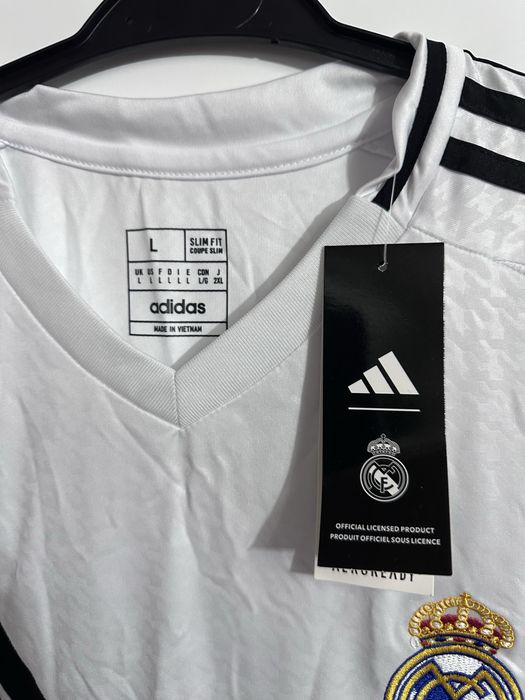 L
SLIM FIT
COUPE SLIM
UK US F D I E CON J
L L L L L L L/G 2XL
adidas
MADE IN VIETNAM
OFFICIAL LICENSED PRODUCT
PRODUIT OFFICIEL SOUS LICENCE
AEROREADY